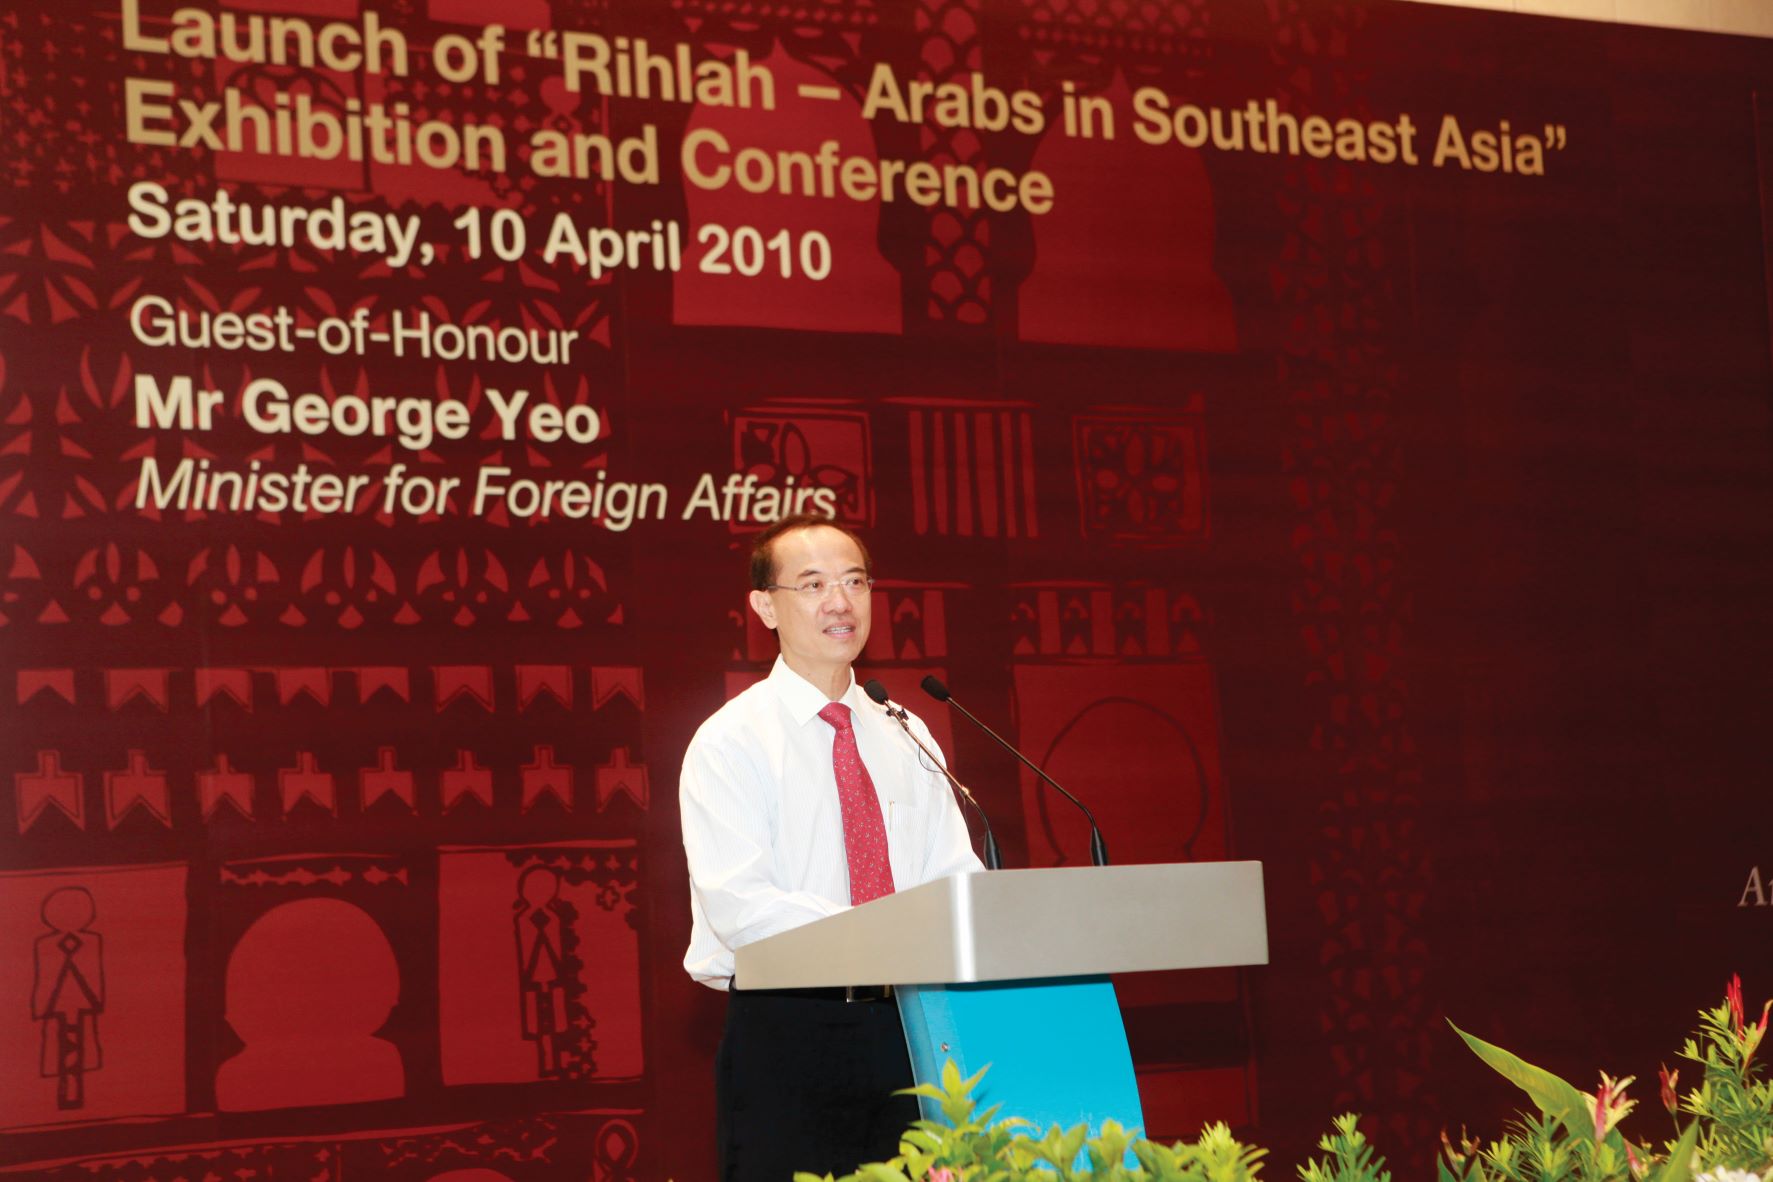 Launch of “Rihlah – Arabs in Southeast Asia”
Exhibition and Conference
Saturday, 10 April 2010
Guest-of-Honour
Mr George Yeo
Minister for Foreign Affairs